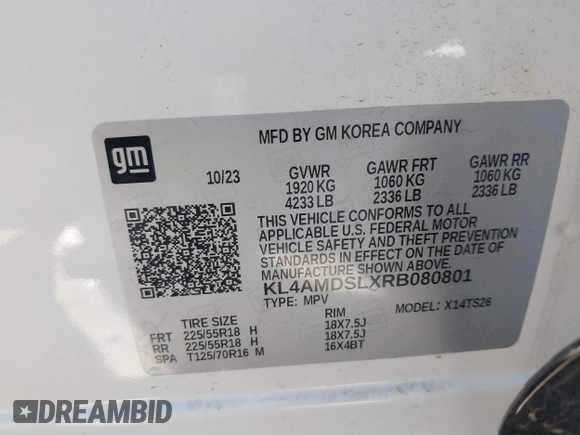 MFD BY GM KOREA COMPANY
gm
10/23 GVWR GAWR FRT GAWR RR
1920 KG 1060 KG 1060 KG
4233 LB 2336 LB 2336 LB
THIS VEHICLE CONFORMS TO ALL
APPLICABLE U.S. FEDERAL MOTOR
VEHICLE SAFETY AND THEFT PREVENTION
STANDARDS IN EFFECT ON THE DATE OF
MANUFACTURE SHOWN ABOVE.
KL4AMDSLXRB080801
TYPE: MPV MODEL: X14TS26
TIRE SIZE RIM
FRT 225/55R18 H 18X7.5J
RR 225/55R18 H 18X7.5J
SPA T125/70R16 M 16X4BT
DREAMBID